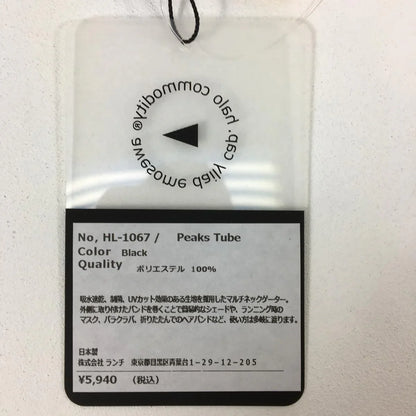 halo commodity® awesome daily cap.
No, HL-1067 / Peaks Tube
Color Black
Quality ポリエステル 100%
吸水速乾、制菌、UVカット効果のある生地を採用したマルチネックゲーター。
外側に取り付けたバンドを巻くことで簡易的なシェードや、ランニング時の
マスク、バラクラバ、折りたたんでのヘアバンドなど、使い方は多岐に渡ります。
日本製
株式会社 ランチ 東京都目黒区青葉台1-29-12-205
¥5,940 (税込)